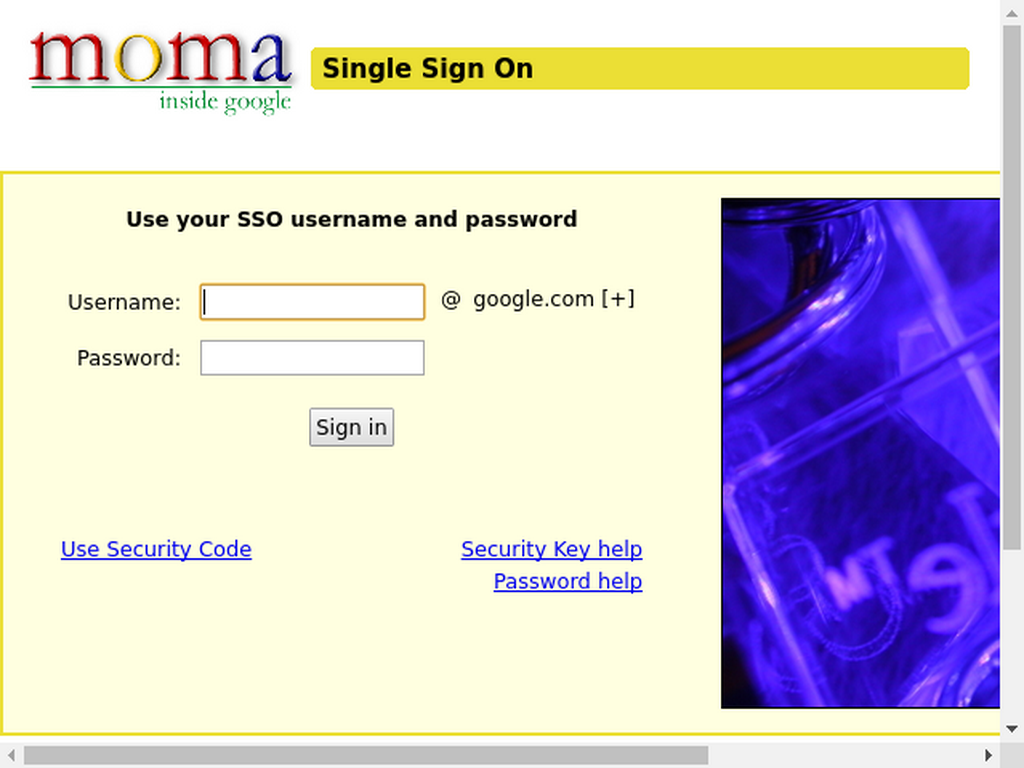 moma
inside google
Single Sign On
Use your SSO username and password
Username:
@ google.com [+]
Password:
Sign in
Use Security Code
Security Key help
Password help